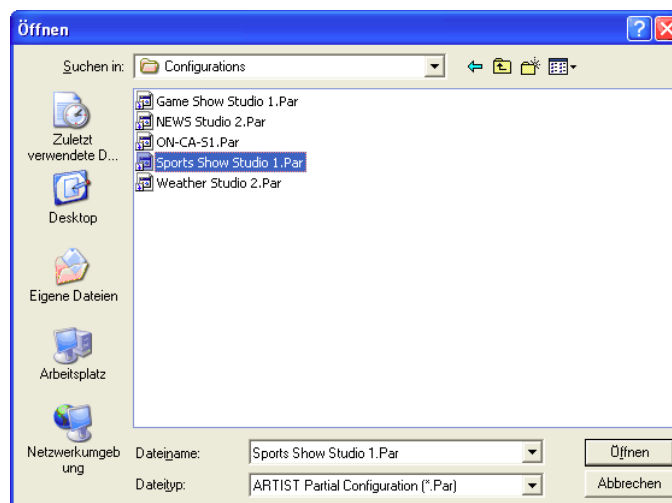 Öffnen
Suchen in: Configurations
Game Show Studio 1.Par
NEWS Studio 2.Par
ON-CA-S1.Par
Sports Show Studio 1.Par
Weather Studio 2.Par
Zuletzt
verwendete D...
Desktop
Eigene Dateien
Arbeitsplatz
Netzwerkumgeb
ung
Dateiname: Sports Show Studio 1.Par Öffnen
Dateityp: ARTIST Partial Configuration (*.Par) Abbrechen